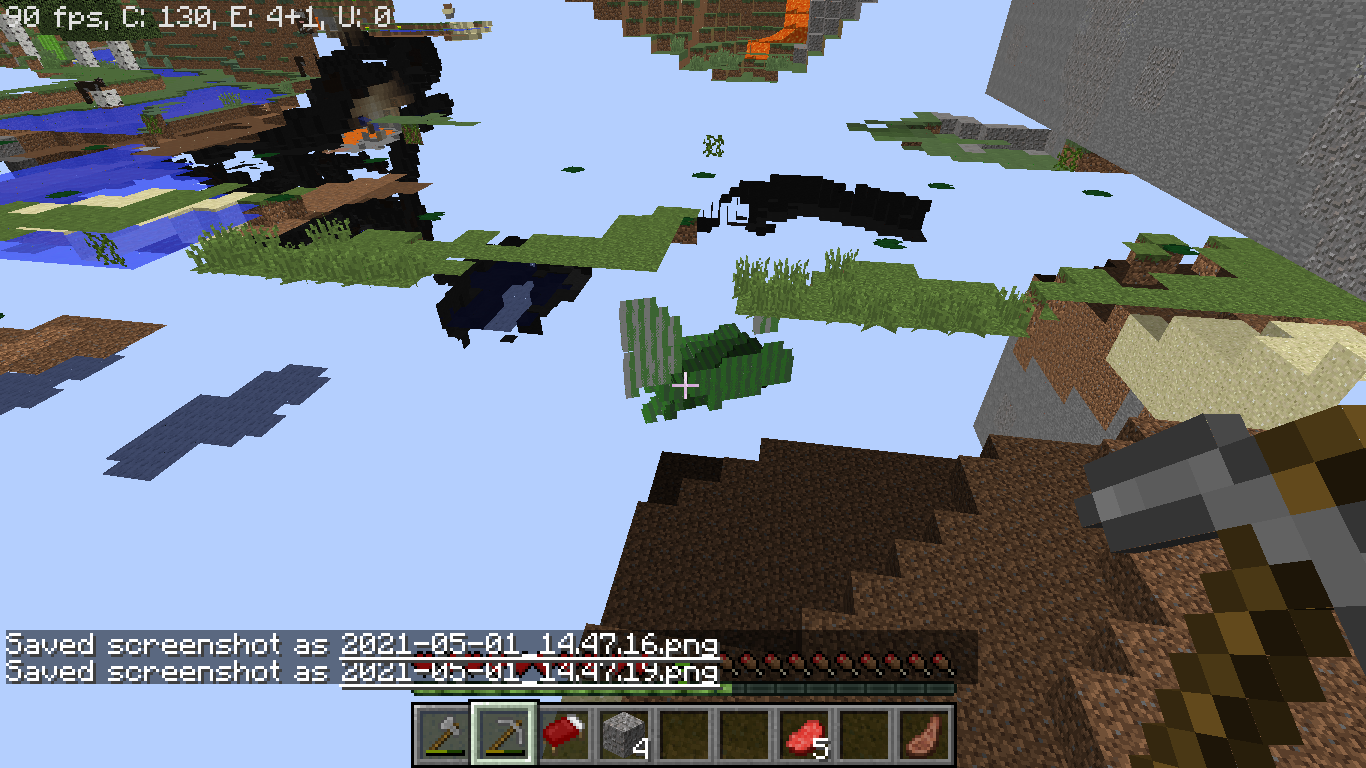 90 fps, C: 130, E: 4+1, U: 0
Saved screenshot as 2021-05-01_14.47.16.png
Saved screenshot as 2021-05-01_14.47.19.png
4
5